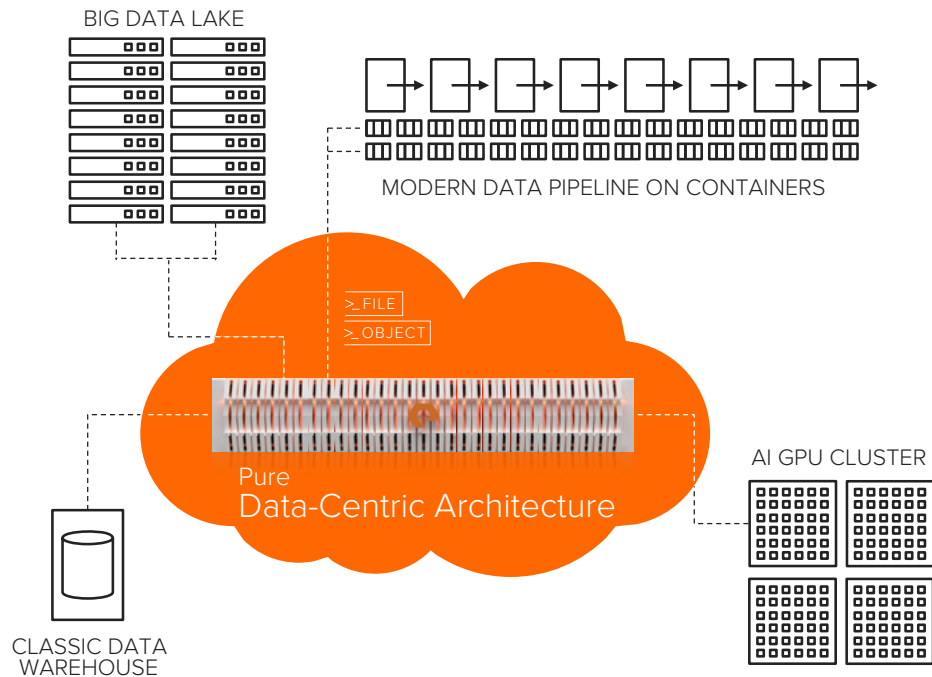 BIG DATA LAKE
MODERN DATA PIPELINE ON CONTAINERS
>_FILE
>_OBJECT
Pure
Data-Centric Architecture
AI GPU CLUSTER
CLASSIC DATA
WAREHOUSE